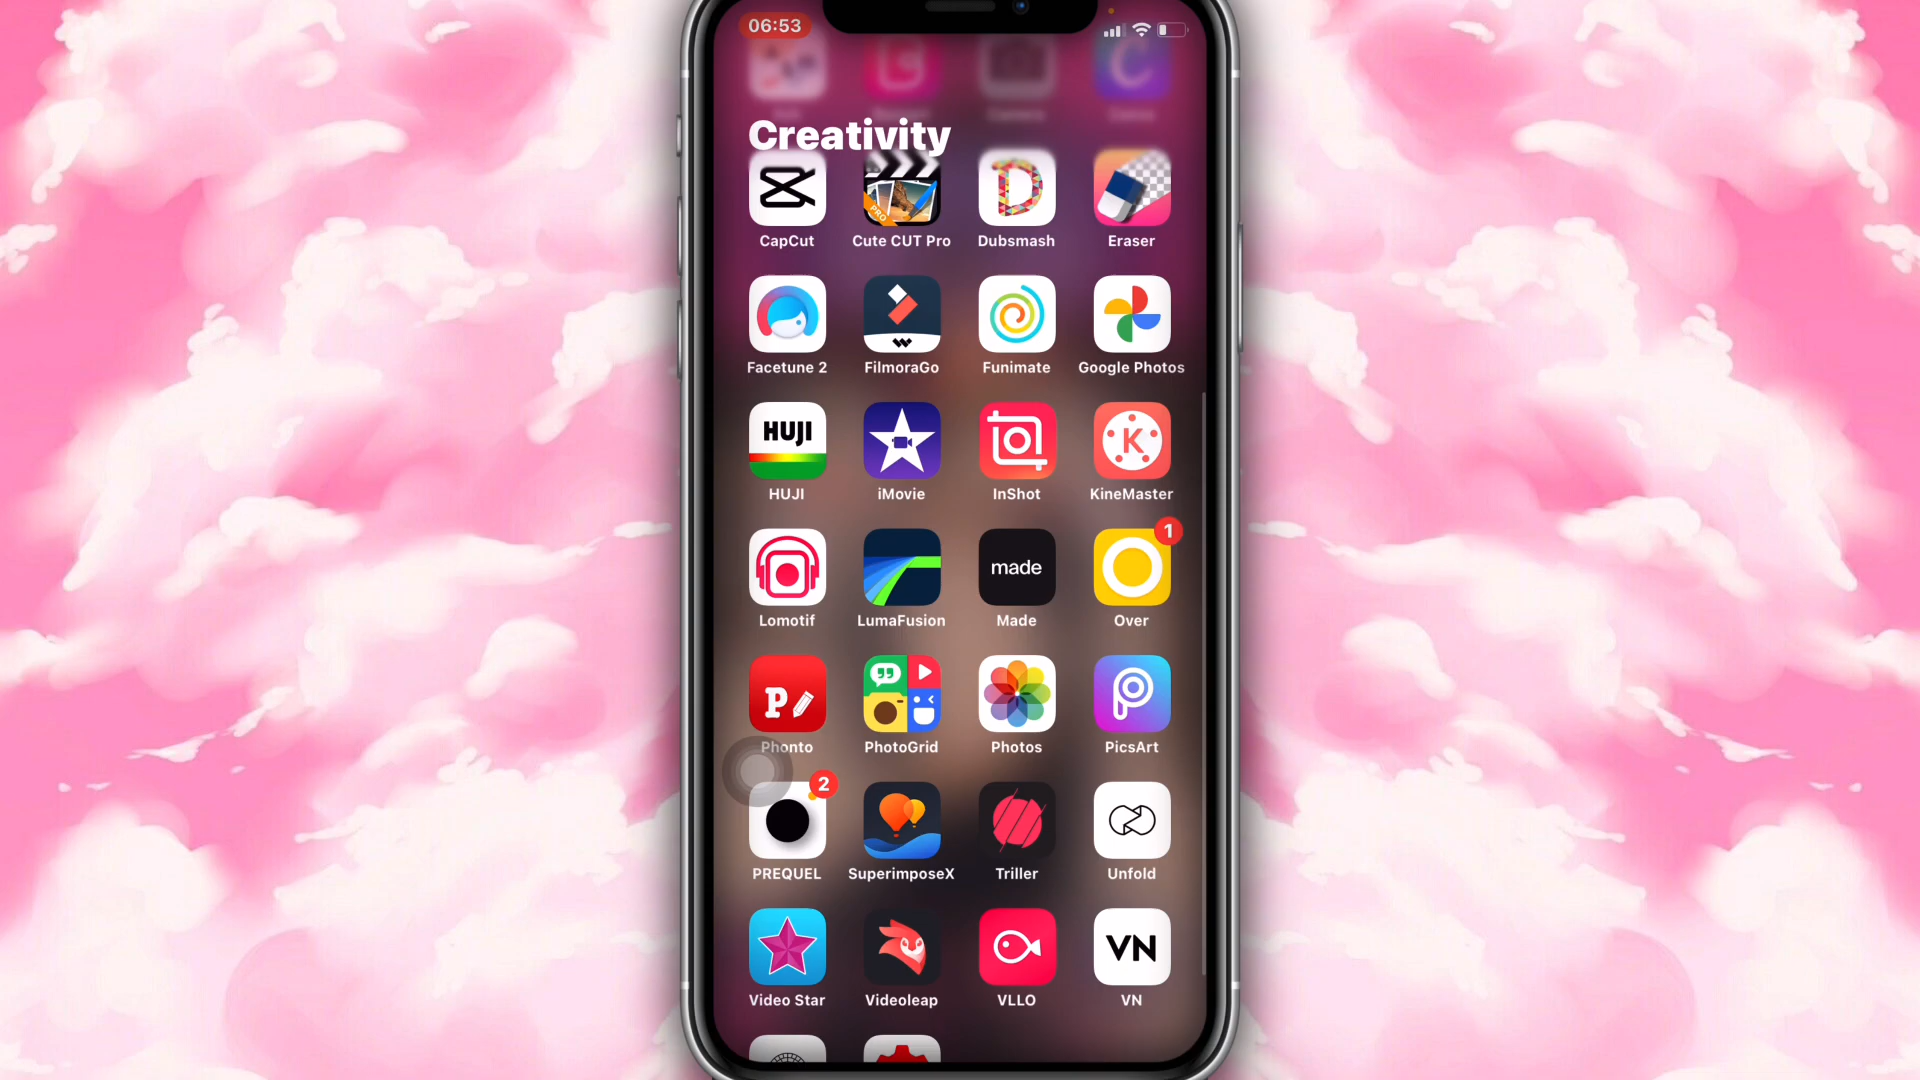 06:53
Creativity
PRO
CapCut Cute CUT Pro Dubsmash Eraser
Facetune 2 FilmoraGo Funimate Google Photos
HUJI
K
HUJI iMovie InShot KineMaster
made
1
Lomotif LumaFusion Made Over
P
Phonto PhotoGrid Photos PicsArt
2
PREQUEL SuperimposeX Triller Unfold
VN
Video Star Videoleap VLLO VN